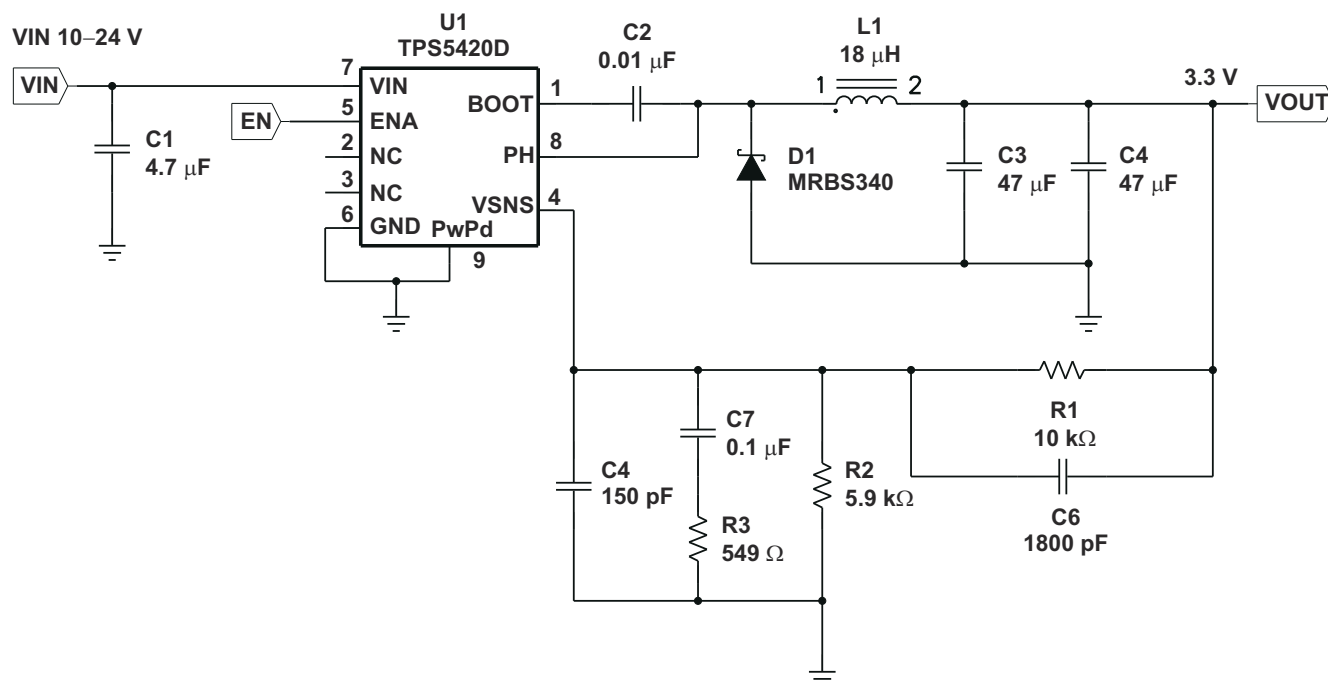 VIN 10–24 V
VIN
C1
4.7 μF
EN
U1
TPS5420D
7
5
2
3
6
VIN
ENA
NC
NC
GND
BOOT
PH
VSNS
PwPd
1
8
4
9
C2
0.01 μF
L1
18 μH
1
2
D1
MRBS340
C3
47 μF
C4
47 μF
3.3 V
VOUT
C4
150 pF
C7
0.1 μF
R3
549 Ω
R2
5.9 kΩ
R1
10 kΩ
C6
1800 pF